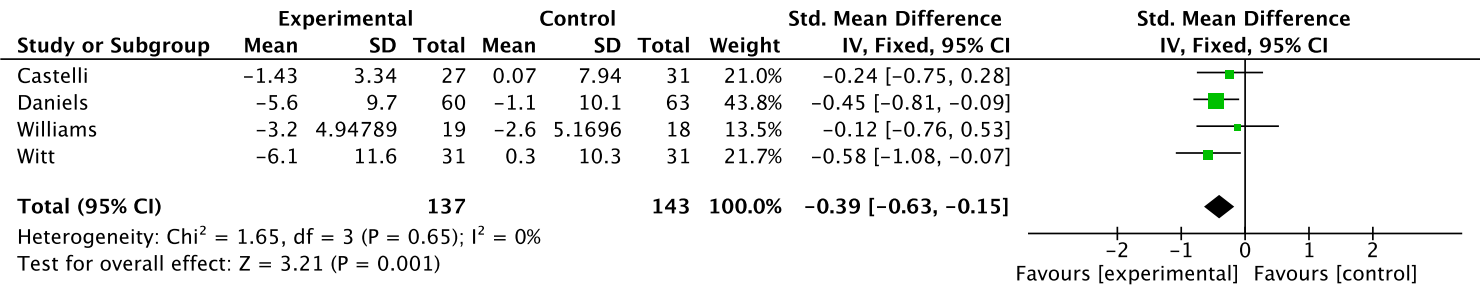 Experimental Control Std. Mean Difference Std. Mean Difference
Study or Subgroup Mean SD Total Mean SD Total Weight IV, Fixed, 95% CI IV, Fixed, 95% CI
Castelli −1.43 3.34 27 0.07 7.94 31 21.0% −0.24 [−0.75, 0.28]
Daniels −5.6 9.7 60 −1.1 10.1 63 43.8% −0.45 [−0.81, −0.09]
Williams −3.2 4.94789 19 −2.6 5.1696 18 13.5% −0.12 [−0.76, 0.53]
Witt −6.1 11.6 31 0.3 10.3 31 21.7% −0.58 [−1.08, −0.07]
Total (95% CI) 137 143 100.0% −0.39 [−0.63, −0.15]
Heterogeneity: Chi² = 1.65, df = 3 (P = 0.65); I² = 0%
Test for overall effect: Z = 3.21 (P = 0.001)
−2 −1 0 1 2
Favours [experimental] Favours [control]